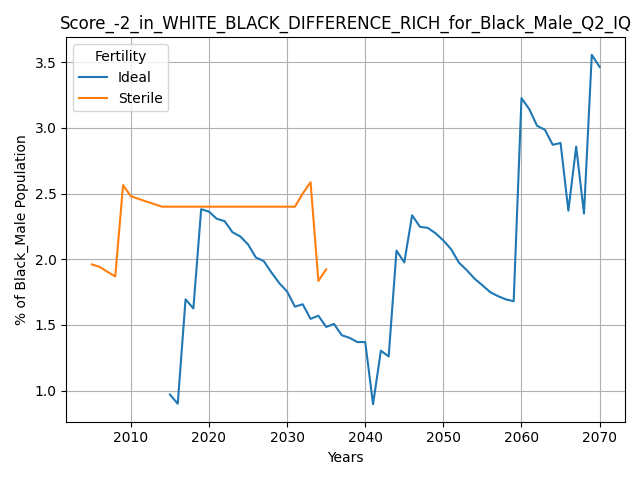 Score_-2_in_WHITE_BLACK_DIFFERENCE_RICH_for_Black_Male_Q2_IQ
Fertility
Ideal
Sterile
3.5
3.0
2.5
2.0
1.5
1.0
% of Black_Male Population
2010 2020 2030 2040 2050 2060 2070
Years